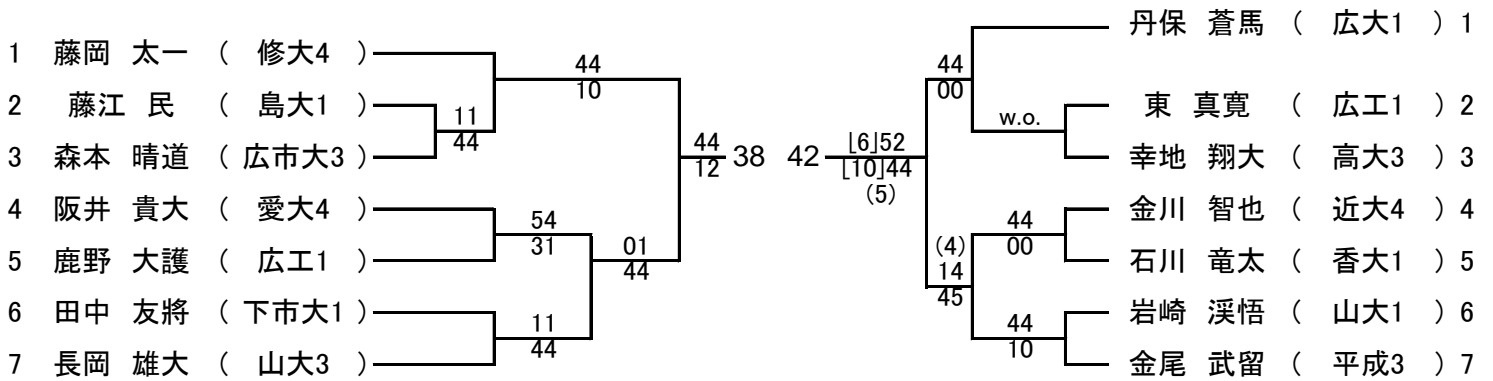 1 藤岡 太一 ( 修大4 )
2 藤江 民 ( 島大1 )
3 森本 晴道 ( 広市大3 )
4 阪井 貴大 ( 愛大4 )
5 鹿野 大護 ( 広工1 )
6 田中 友將 ( 下市大1 )
7 長岡 雄大 ( 山大3 )
44
10
11
44
54
31
01
44
11
44
44
12
38
42
⌊6⌋52
⌊10⌋44
(5)
44
00
w.o.
(4)
14
45
44
00
44
10
丹保 蒼馬 ( 広大1 ) 1
東 真寛 ( 広工1 ) 2
幸地 翔大 ( 高大3 ) 3
金川 智也 ( 近大4 ) 4
石川 竜太 ( 香大1 ) 5
岩崎 渓悟 ( 山大1 ) 6
金尾 武留 ( 平成3 ) 7